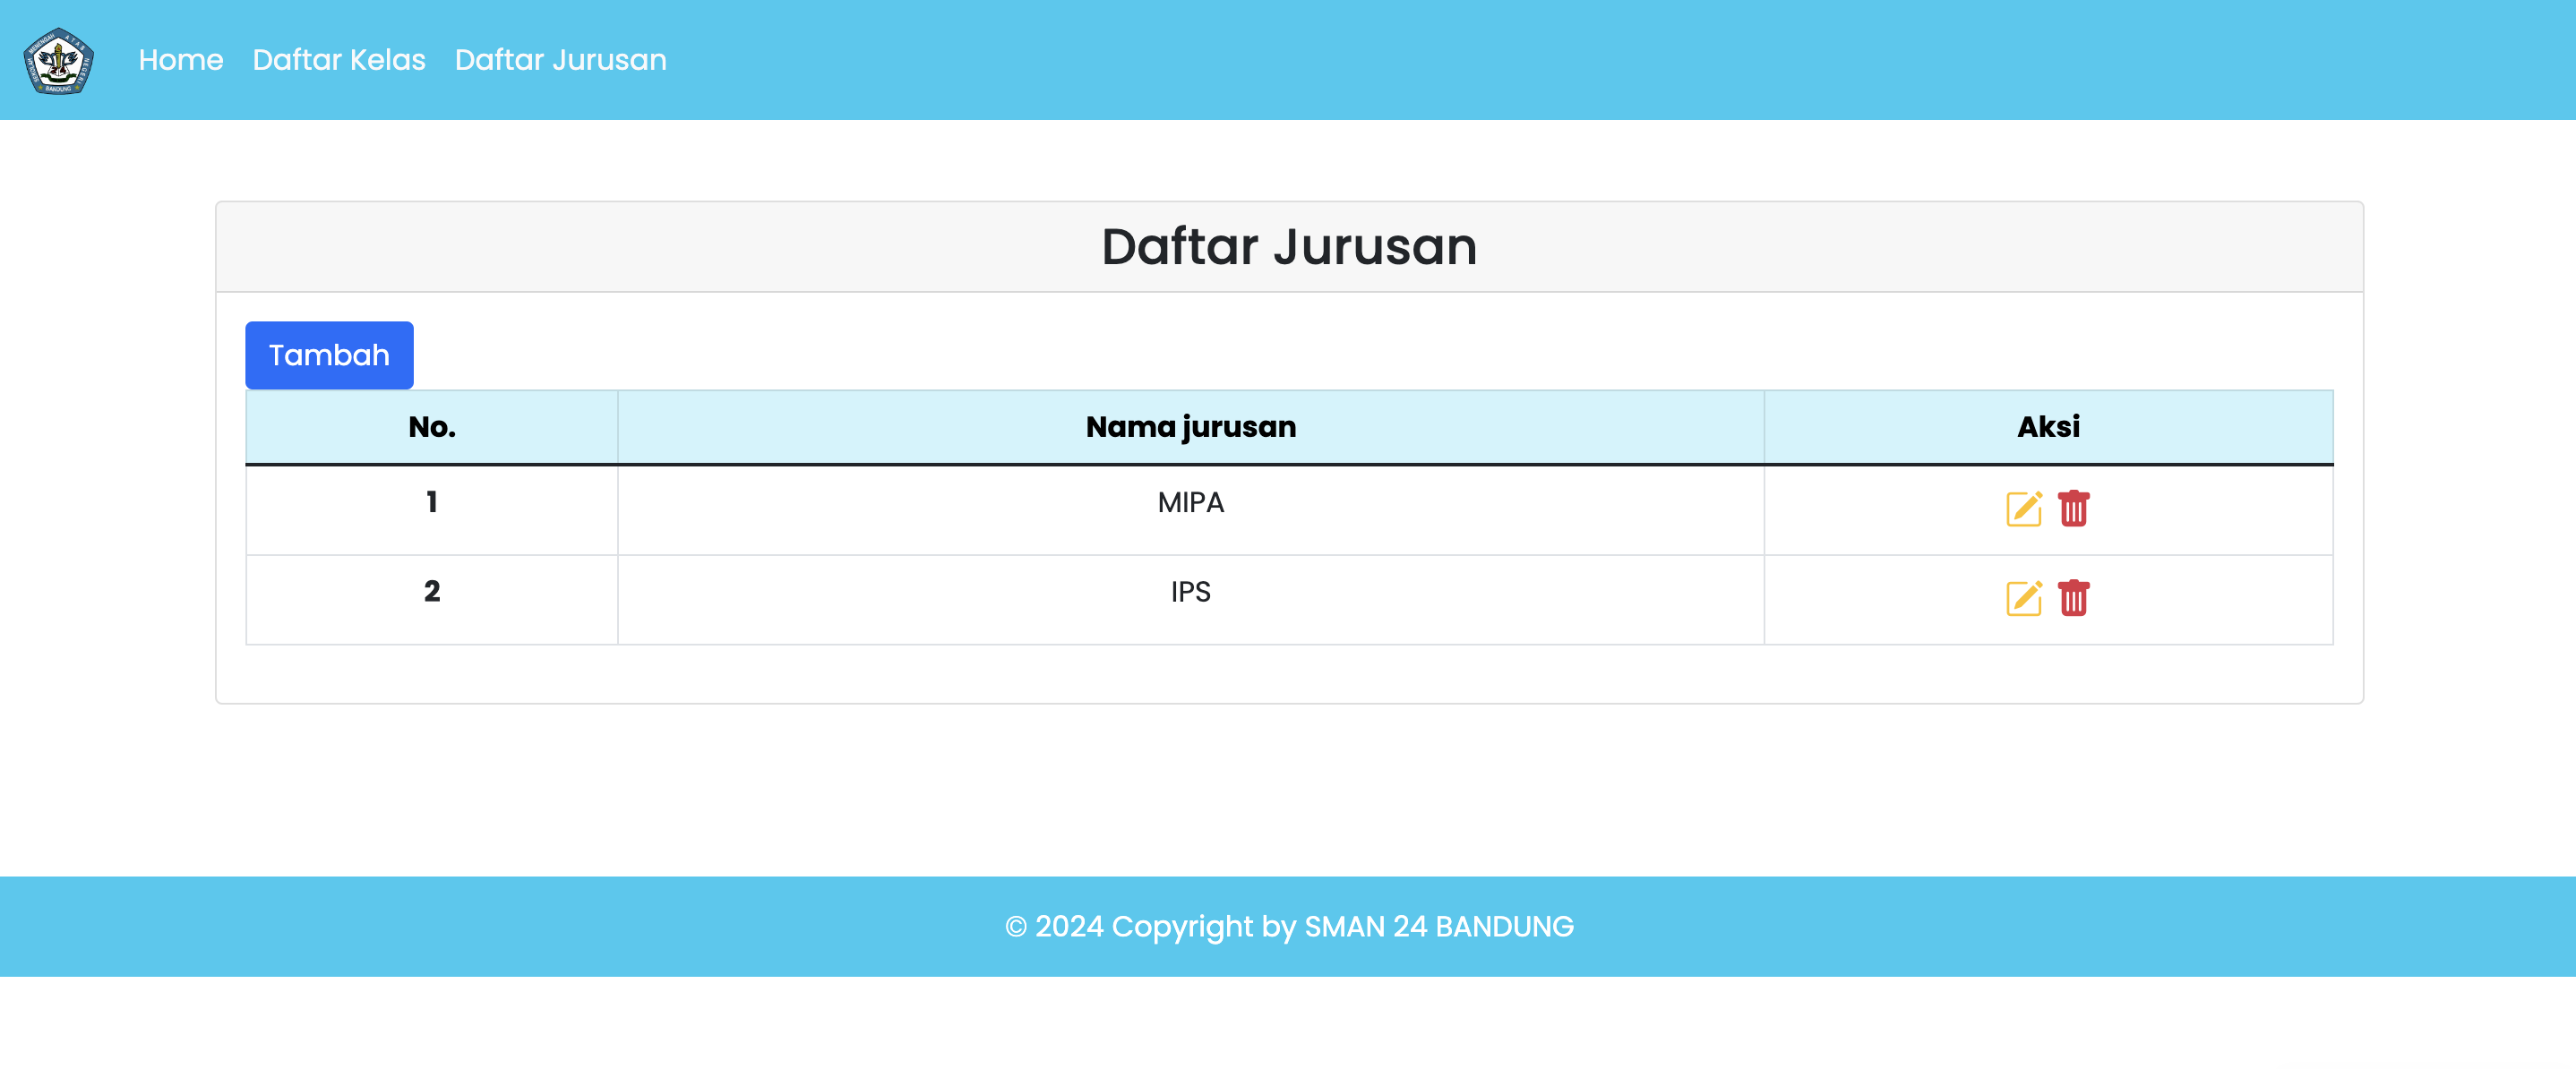 Home Daftar Kelas Daftar Jurusan
Daftar Jurusan
Tambah
No. Nama jurusan Aksi
1 MIPA
2 IPS
© 2024 Copyright by SMAN 24 BANDUNG